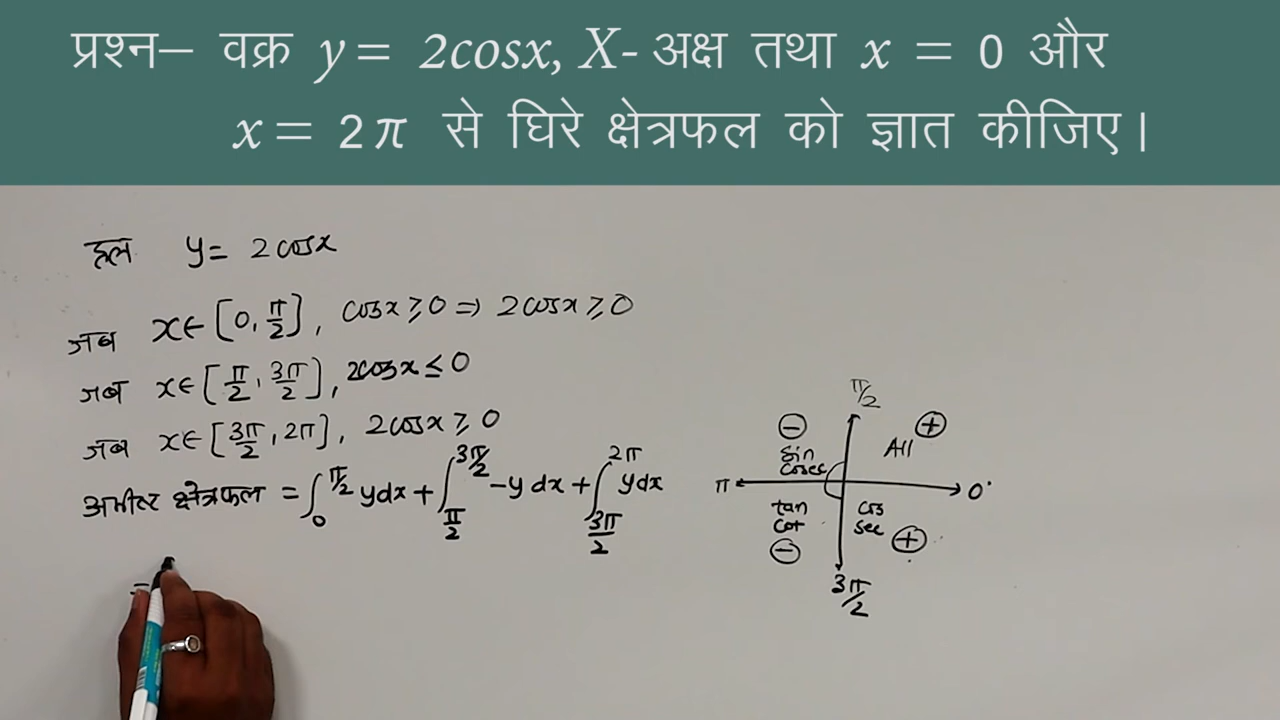 प्रश्न– वक्र y = 2cosx, X- अक्ष तथा x = 0 और
x = 2π से घिरे क्षेत्रफल को ज्ञात कीजिए।
हल y = 2cosx
जब x∈[0, π/2], cosx ≥ 0 ⇒ 2cosx ≥ 0
जब x∈[π/2, 3π/2], 2cosx ≤ 0
जब x∈[3π/2, 2π], 2cosx ≥ 0
अभीष्ट क्षेत्रफल = ∫₀^(π/2) ydx + ∫_(π/2)^(3π/2) -y dx + ∫_(3π/2)^(2π) ydx
=
π/2
⊖ ⊕
sin All
cosec
π 0°
tan cos
cot sec
⊖ ⊕
3π/2